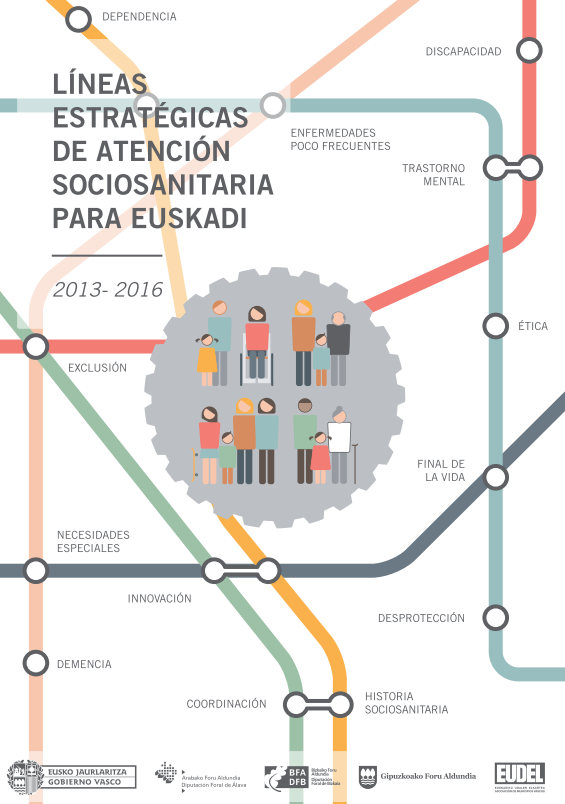 DEPENDENCIA
DISCAPACIDAD
LÍNEAS
ESTRATÉGICAS
DE ATENCIÓN
SOCIOSANITARIA
PARA EUSKADI
ENFERMEDADES
POCO FRECUENTES
TRASTORNO
MENTAL
2013- 2016
ÉTICA
EXCLUSIÓN
FINAL DE
LA VIDA
NECESIDADES
ESPECIALES
INNOVACIÓN
DESPROTECCIÓN
DEMENCIA
COORDINACIÓN
HISTORIA
SOCIOSANITARIA
EUSKO JAURLARITZA
GOBIERNO VASCO
Arabako Foru Aldundia
Diputación Foral de Álava
BFA
DFB
Bizkaiko Foru
Aldundia
Diputación
Foral de Bizkaia
Gipuzkoako Foru Aldundia
EUDEL